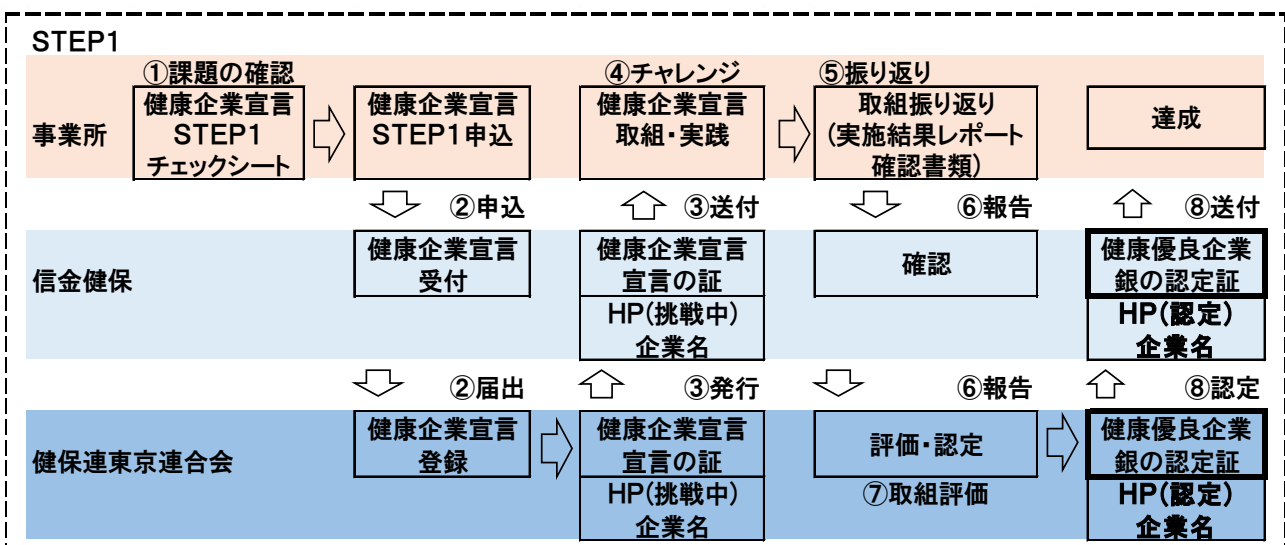 STEP1
①課題の確認
④チャレンジ
⑤振り返り
事業所
健康企業宣言
STEP1
チェックシート
健康企業宣言
STEP1申込
健康企業宣言
取組・実践
取組振り返り
(実施結果レポート
確認書類)
達成
②申込
③送付
⑥報告
⑧送付
信金健保
健康企業宣言
受付
健康企業宣言
宣言の証
HP(挑戦中)
企業名
確認
健康優良企業
銀の認定証
HP(認定)
企業名
②届出
③発行
⑥報告
⑧認定
健保連東京連合会
健康企業宣言
登録
健康企業宣言
宣言の証
HP(挑戦中)
企業名
評価・認定
⑦取組評価
健康優良企業
銀の認定証
HP(認定)
企業名